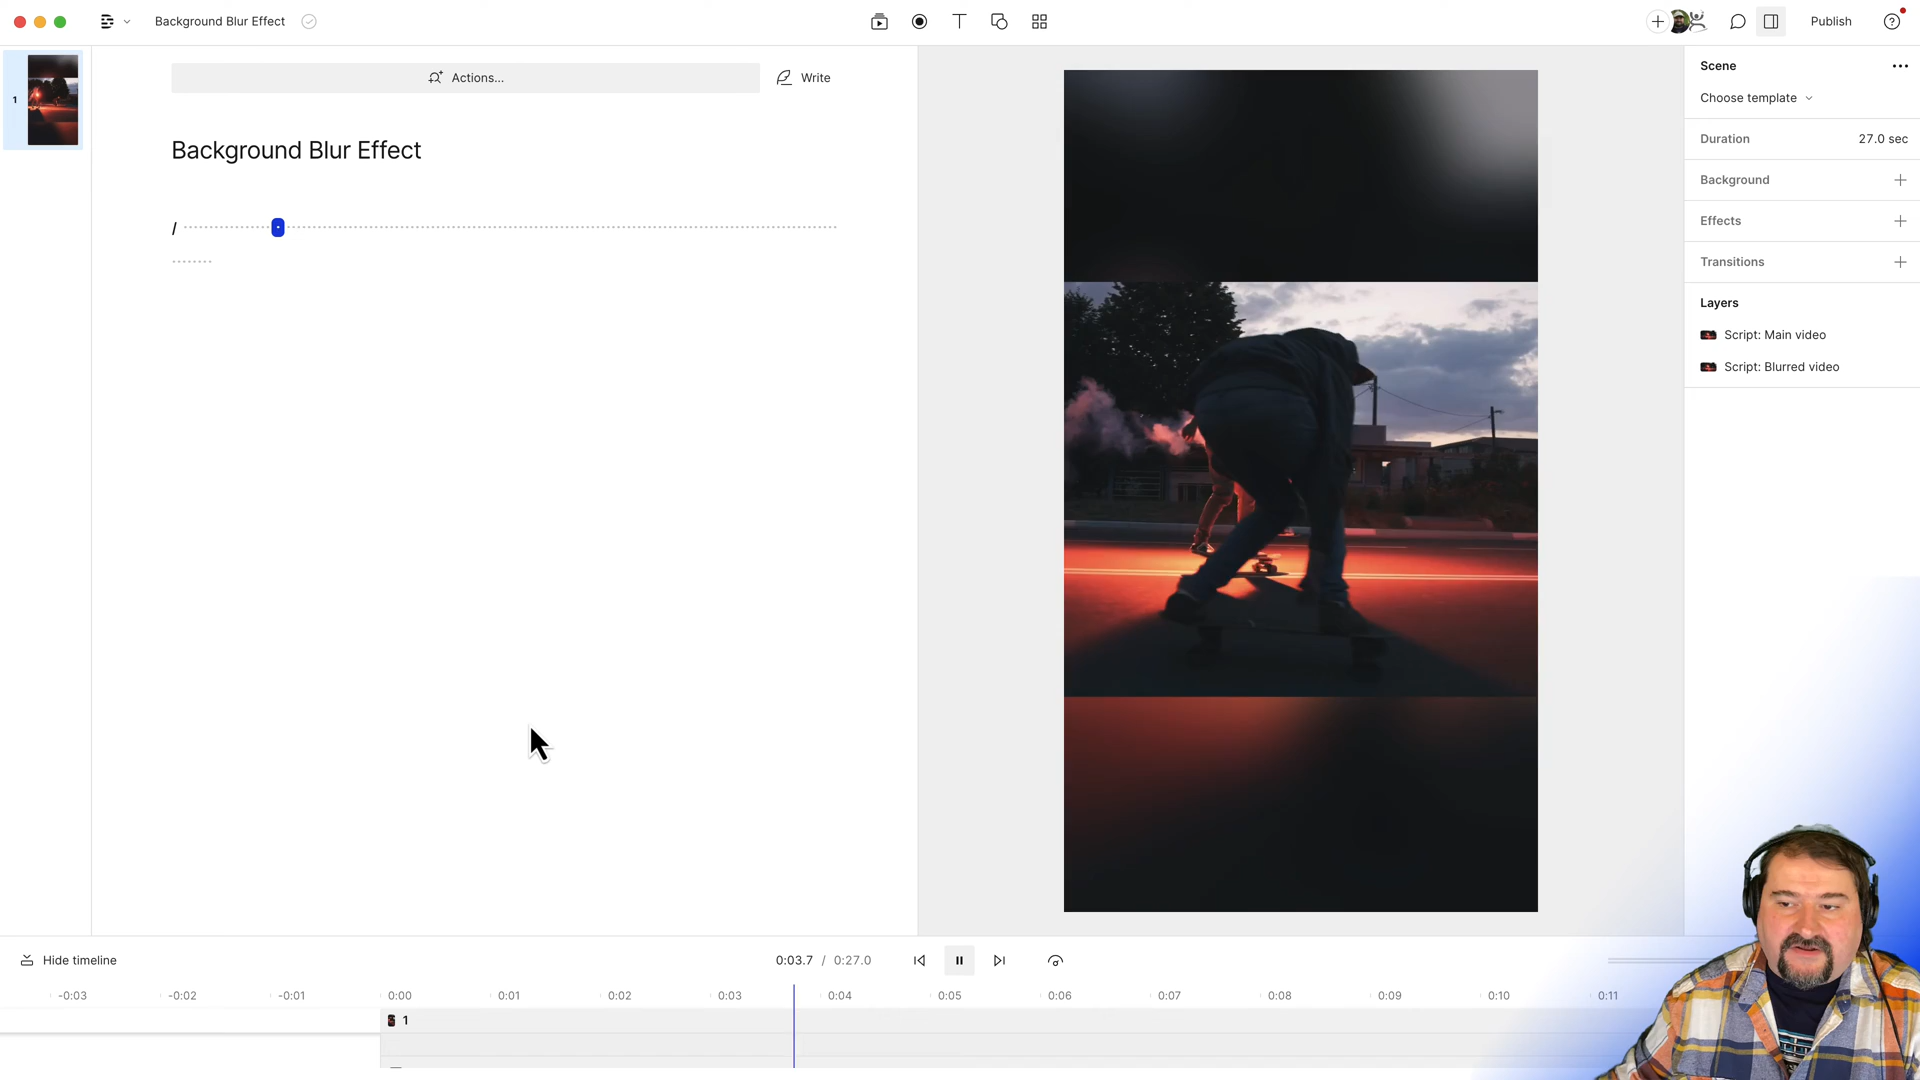 Background Blur Effect
Publish
Actions...
Write
Scene
Choose template
Duration 27.0 sec
Background
Effects
Transitions
Layers
Script: Main video
Script: Blurred video
1
Background Blur Effect
/
Hide timeline
0:03.7 / 0:27.0
-0:03 -0:02 -0:01 0:00 0:01 0:02 0:03 0:04 0:05 0:06 0:07 0:08 0:09 0:10 0:11
1